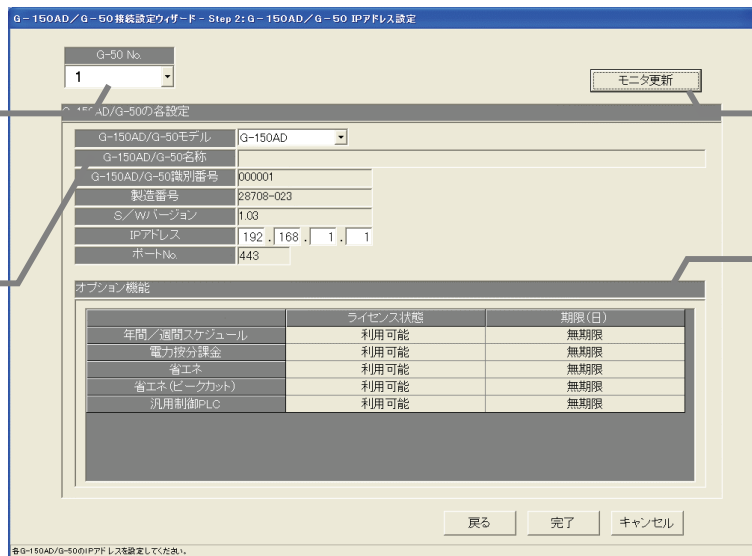 G-150AD/G-50接続設定ウィザード - Step 2:G-150AD/G-50 IPアドレス設定
G-50 No.
1
モニタ更新
G-150AD/G-50の各設定
G-150AD/G-50モデル G-150AD
G-150AD/G-50名称
G-150AD/G-50識別番号 000001
製造番号 28708-023
S/Wバージョン 1.03
IPアドレス 192 . 168 . 1 . 1
ポートNo. 443
オプション機能
ライセンス状態 期限(日)
年間/週間スケジュール 利用可能 無期限
電力按分課金 利用可能 無期限
省エネ 利用可能 無期限
省エネ(ピークカット) 利用可能 無期限
汎用制御PLC 利用可能 無期限
戻る 完了 キャンセル
各G-150AD/G-50のIPアドレスを設定してください。